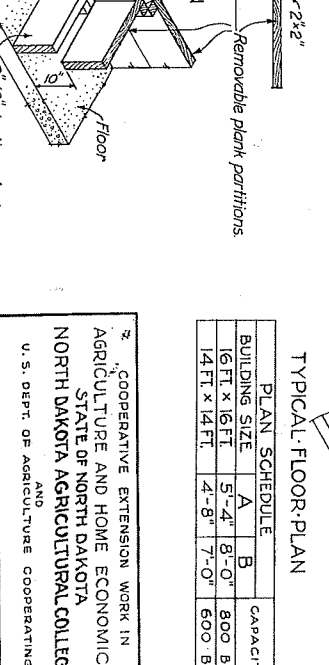 2"×2"
Removable plank partitions.
10"
Floor
TYPICAL·FLOOR·PLAN
PLAN SCHEDULE
BUILDING SIZE A B CAPACI
16 FT. × 16 FT. 5'-4" 8'-0" 800 B
14 FT. × 14 FT. 4'-8" 7'-0" 600 B
COOPERATIVE EXTENSION WORK IN
AGRICULTURE AND HOME ECONOMIC
STATE OF NORTH DAKOTA
NORTH DAKOTA AGRICULTURAL COLLEG
AND
U. S. DEPT. OF AGRICULTURE COOPERATING